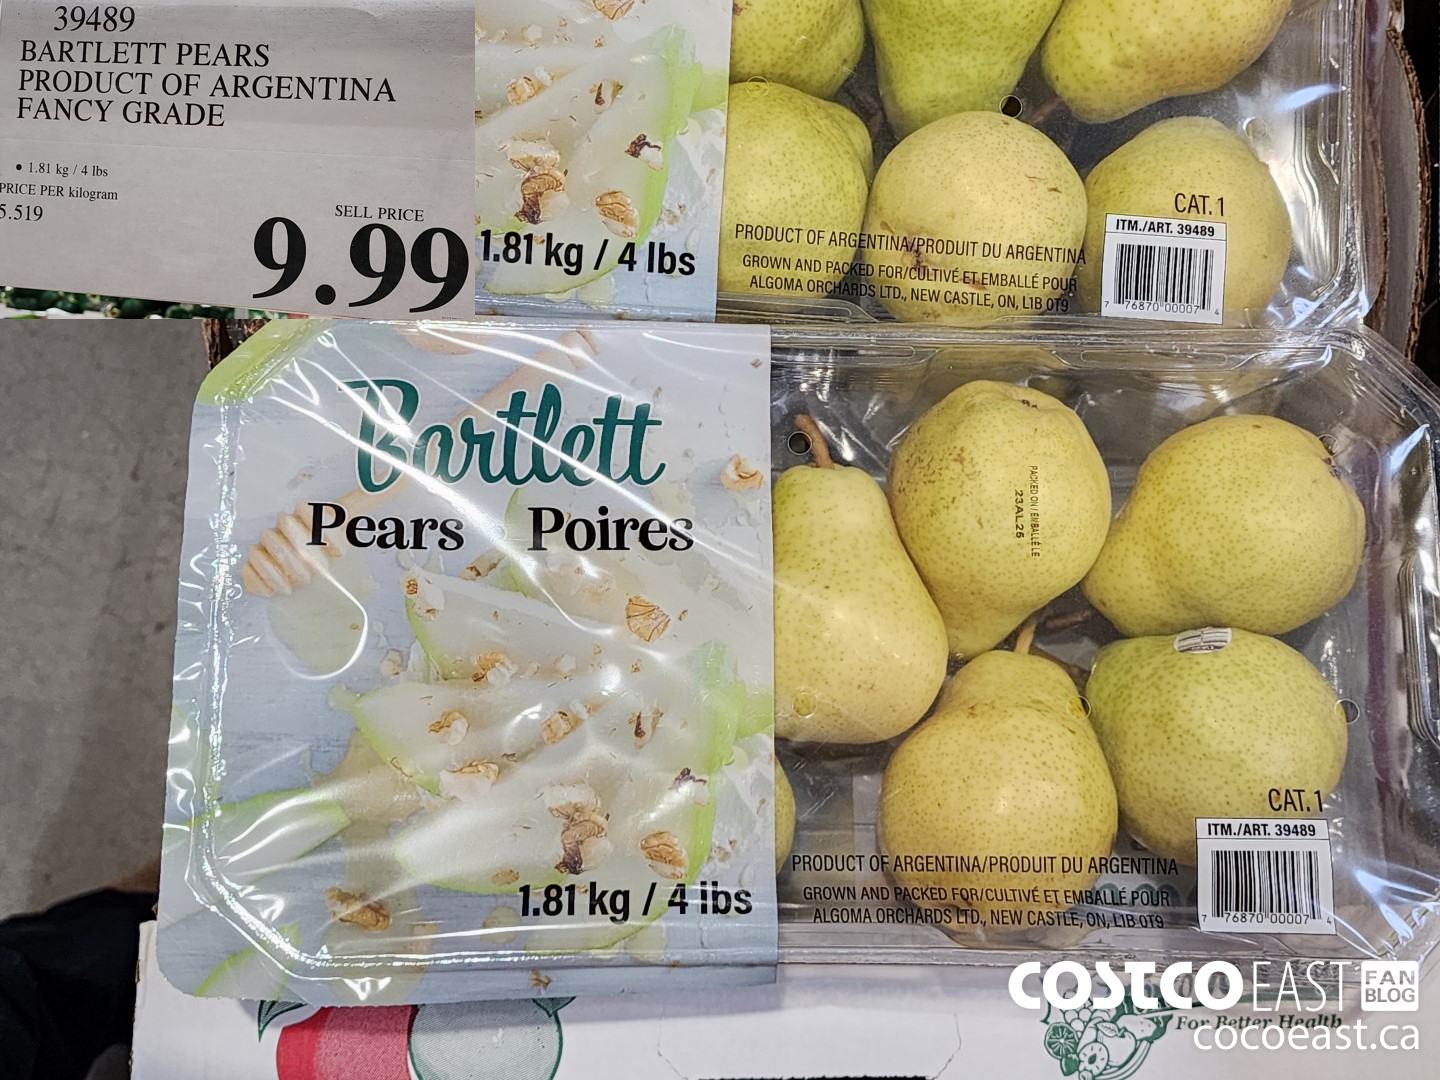 39489
BARTLETT PEARS
PRODUCT OF ARGENTINA
FANCY GRADE
• 1.81 kg / 4 lbs
PRICE PER kilogram
5.519
SELL PRICE
9.99
1.81 kg / 4 lbs
PRODUCT OF ARGENTINA/PRODUIT DU ARGENTINA
GROWN AND PACKED FOR/CULTIVÉ ET EMBALLÉ POUR
ALGOMA ORCHARDS LTD., NEW CASTLE, ON, L1B 0T9
CAT. 1
ITM./ART. 39489
7 76870 00007 4
Bartlett
Pears Poires
1.81 kg / 4 lbs
PACKED ON / EMBALLÉ LE
23AL25
PRODUCT OF ARGENTINA/PRODUIT DU ARGENTINA
GROWN AND PACKED FOR/CULTIVÉ ET EMBALLÉ POUR
ALGOMA ORCHARDS LTD., NEW CASTLE, ON, L1B 0T9
CAT. 1
ITM./ART. 39489
7 76870 00007 4
COSTCO EAST FAN BLOG
For Better Health
cocoeast.ca